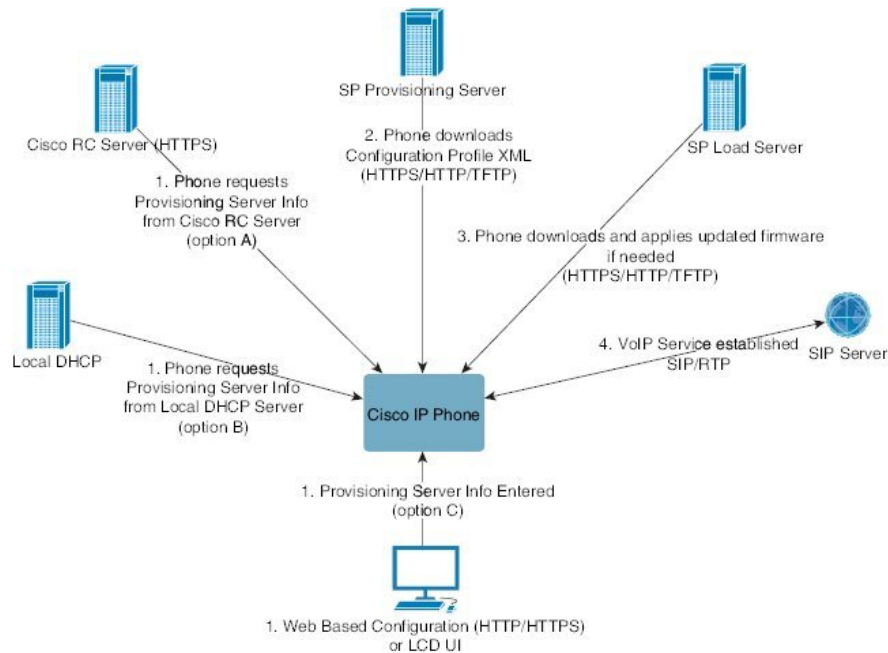 SP Provisioning Server
Cisco RC Server (HTTPS)
SP Load Server
2. Phone downloads
Configuration Profile XML
(HTTPS/HTTP/TFTP)
1. Phone requests
Provisioning Server Info
from Cisco RC Server
(option A)
3. Phone downloads and applies updated firmware
if needed
(HTTPS/HTTP/TFTP)
Local DHCP
1. Phone requests
Provisioning Server Info
from Local DHCP Server
(option B)
4. VoIP Service established
SIP/RTP
SIP Server
Cisco IP Phone
1. Provisioning Server Info Entered
(option C)
1. Web Based Configuration (HTTP/HTTPS)
or LCD UI